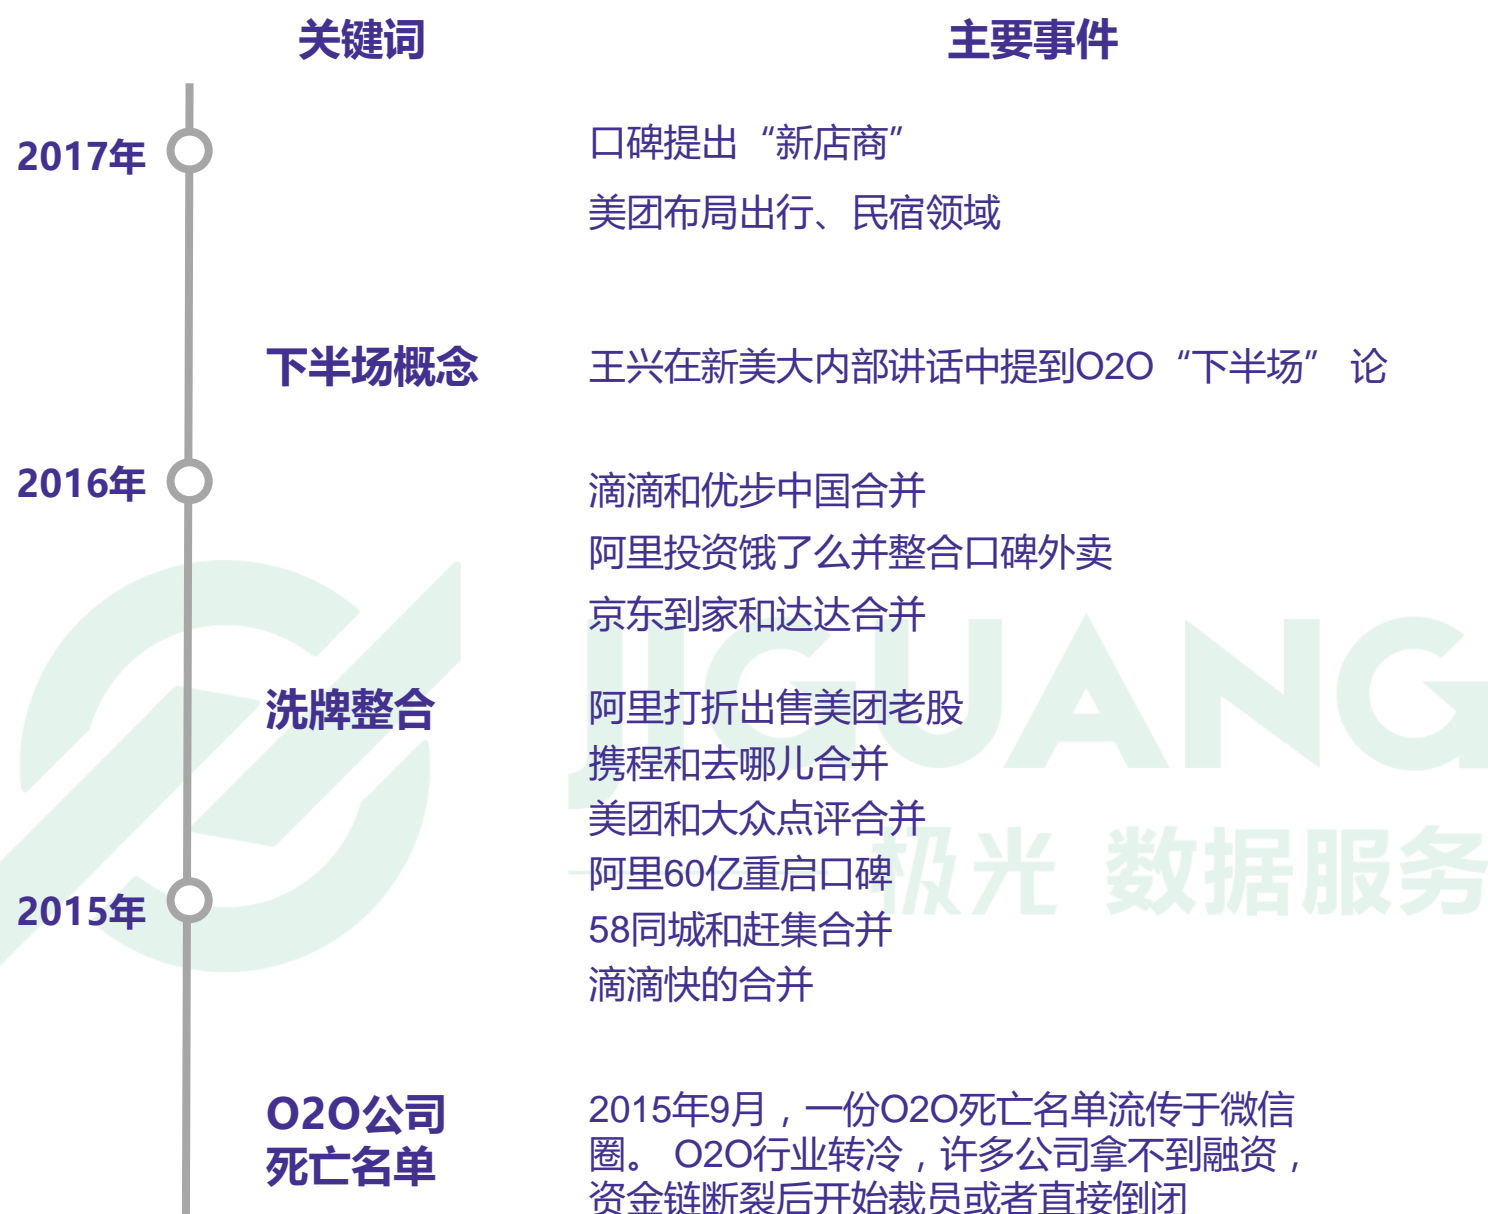 关键词
主要事件
2017年
口碑提出“新店商”
美团布局出行、民宿领域
下半场概念
王兴在新美大内部讲话中提到O2O“下半场” 论
2016年
滴滴和优步中国合并
阿里投资饿了么并整合口碑外卖
京东到家和达达合并
洗牌整合
阿里打折出售美团老股
携程和去哪儿合并
美团和大众点评合并
阿里60亿重启口碑
2015年
58同城和赶集合并
滴滴快的合并
O2O公司
死亡名单
2015年9月，一份O2O死亡名单流传于微信
圈。 O2O行业转冷，许多公司拿不到融资，
资金链断裂后开始裁员或者直接倒闭
JIGUANG
极光 数据服务